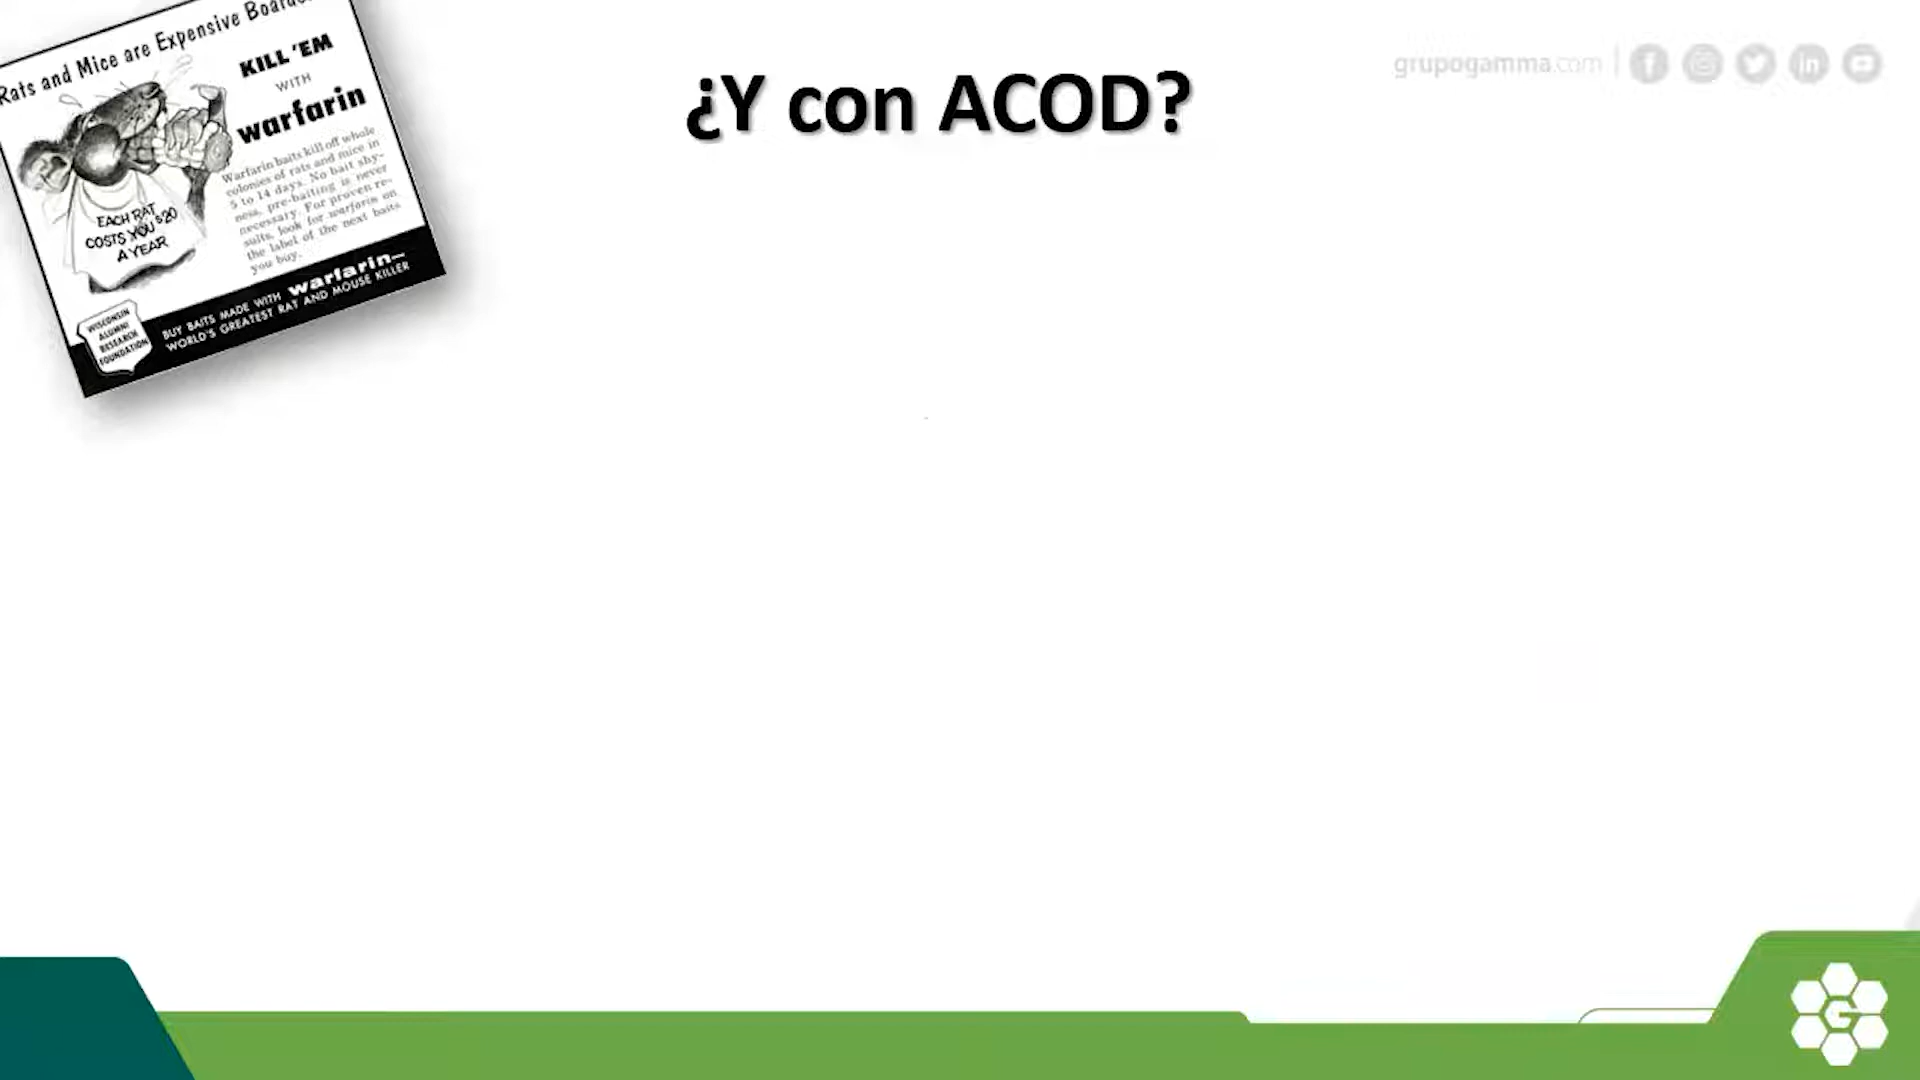 Rats and Mice are Expensive
KILL 'EM
WITH
warfarin
Warfarin baits kill off whole
colonies of rats and mice in
5 to 14 days. No bait shy-
ness, pre-baiting is never
necessary. For proven re-
sults, look for warfarin on
the label of the next baits
you buy.
EACH RAT
COSTS YOU $20
A YEAR
WISCONSIN
ALUMNI
RESEARCH
FOUNDATION
BUY BAITS MADE WITH warfarin—
WORLD'S GREATEST RAT AND MOUSE KILLER
¿Y con ACOD?
grupogamma.com